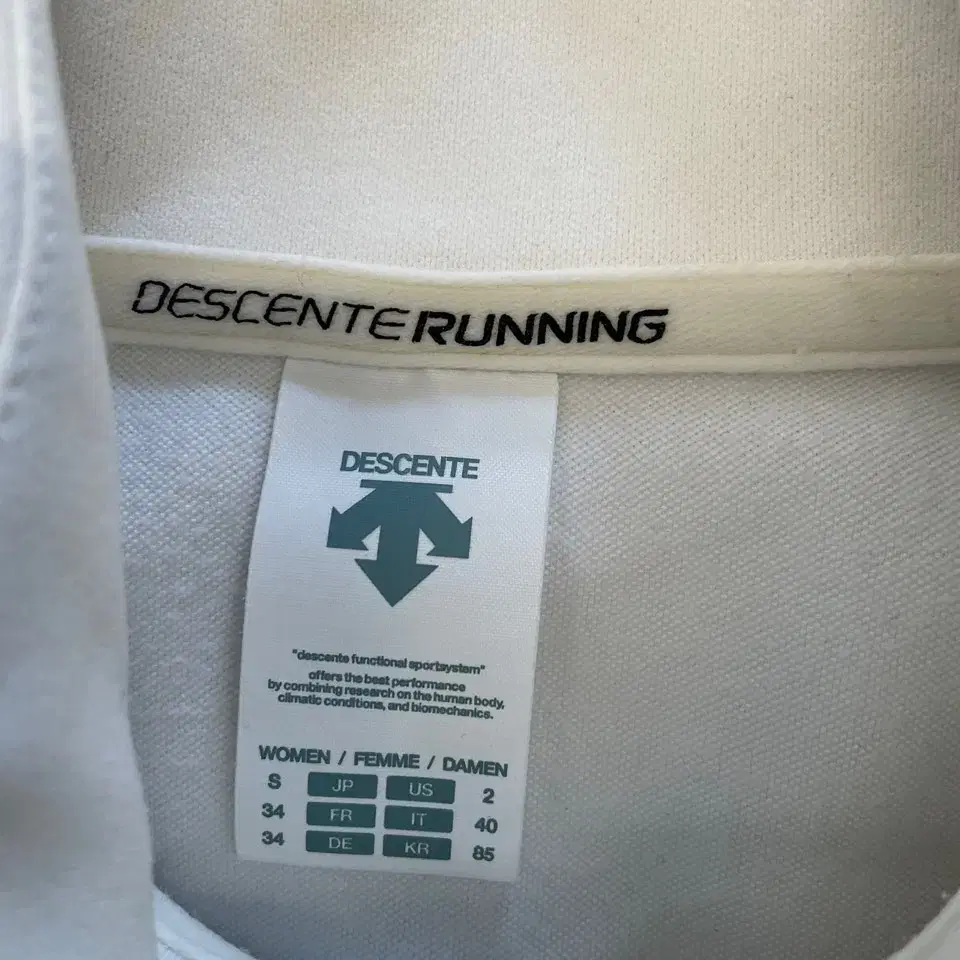 DESCENTE RUNNING
DESCENTE
"descente functional sportsystem"
offers the best performance
by combining research on the human body,
climatic conditions, and biomechanics.
WOMEN / FEMME / DAMEN
S JP US 2
34 FR IT 40
34 DE KR 85